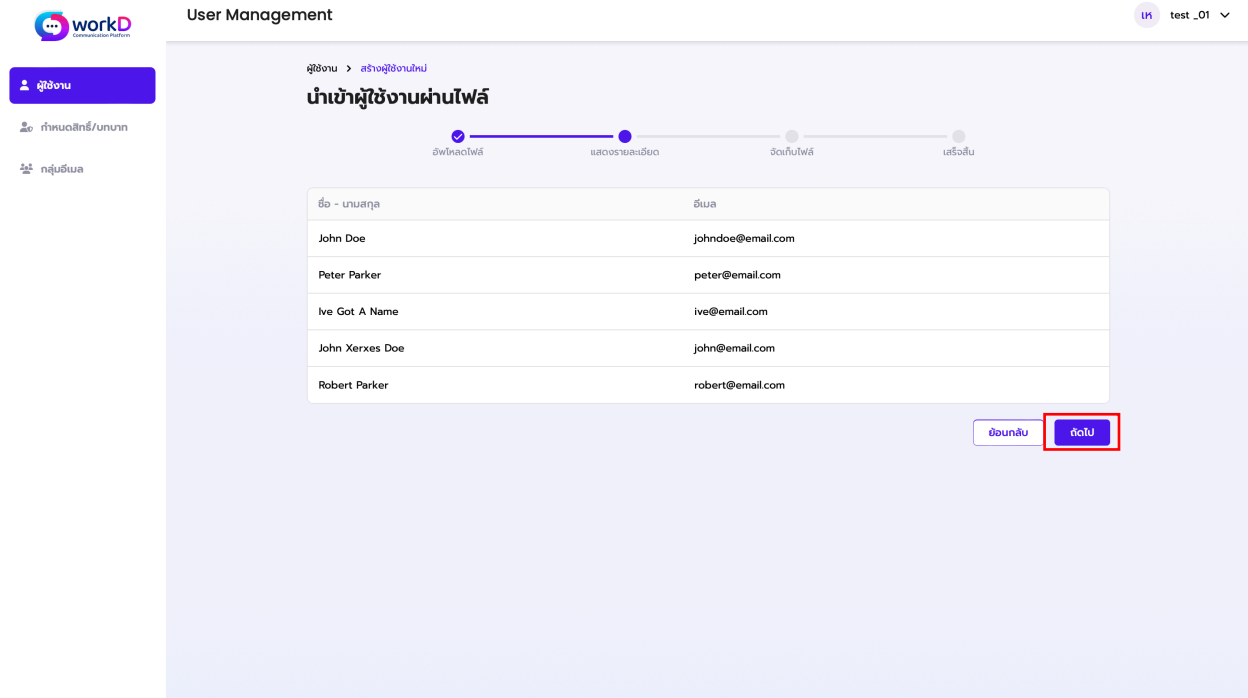 User Management
workD
Communication Platform
เห test _01
ผู้ใช้งาน
กำหนดสิทธิ์/บทบาท
กลุ่มอีเมล
ผู้ใช้งาน > สร้างผู้ใช้งานใหม่
นำเข้าผู้ใช้งานผ่านไฟล์
อัพโหลดไฟล์ แสดงรายละเอียด จัดเก็บไฟล์ เสร็จสิ้น
ชื่อ - นามสกุล อีเมล
John Doe johndoe@email.com
Peter Parker peter@email.com
Ive Got A Name ive@email.com
John Xerxes Doe john@email.com
Robert Parker robert@email.com
ย้อนกลับ ถัดไป